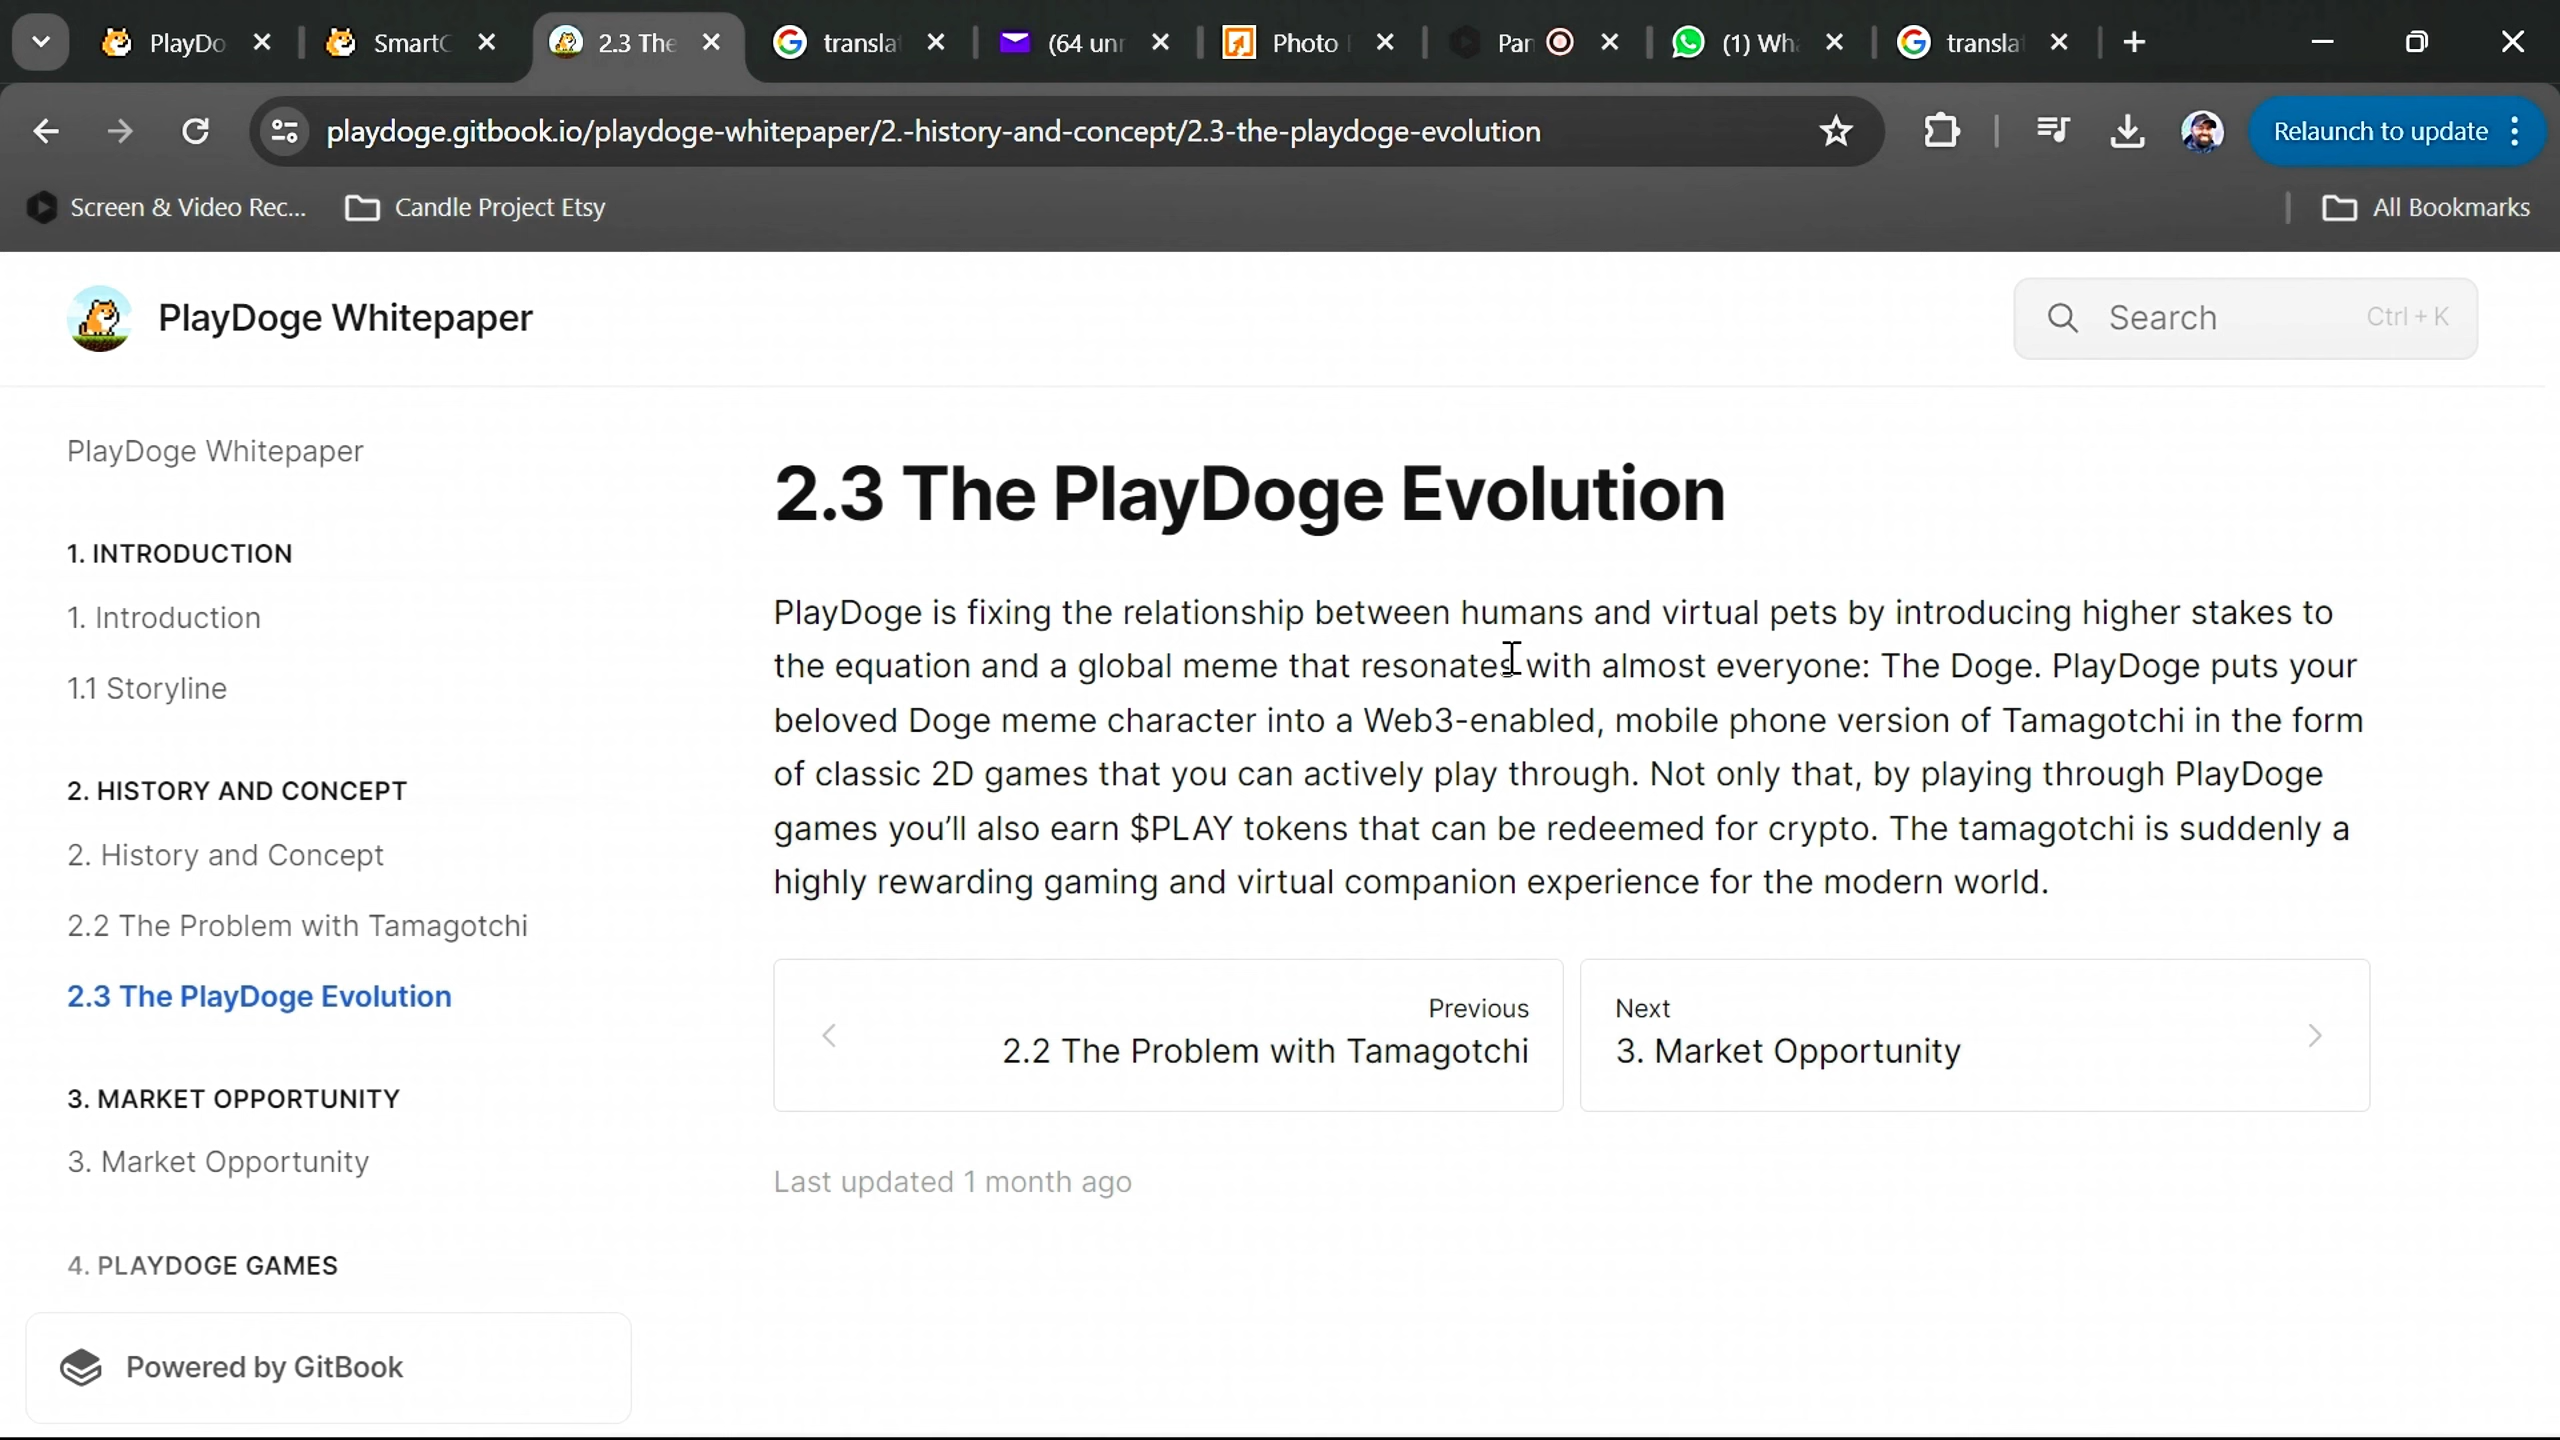 PlayDo
SmartC
2.3 The
transla
(64 unr
Photo
Par
(1) Wha
transla
playdoge.gitbook.io/playdoge-whitepaper/2.-history-and-concept/2.3-the-playdoge-evolution
Relaunch to update
Screen & Video Rec...
Candle Project Etsy
All Bookmarks
PlayDoge Whitepaper
Search
Ctrl + K
PlayDoge Whitepaper
1. INTRODUCTION
1. Introduction
1.1 Storyline
2. HISTORY AND CONCEPT
2. History and Concept
2.2 The Problem with Tamagotchi
2.3 The PlayDoge Evolution
3. MARKET OPPORTUNITY
3. Market Opportunity
4. PLAYDOGE GAMES
Powered by GitBook
2.3 The PlayDoge Evolution
PlayDoge is fixing the relationship between humans and virtual pets by introducing higher stakes to
the equation and a global meme that resonates with almost everyone: The Doge. PlayDoge puts your
beloved Doge meme character into a Web3-enabled, mobile phone version of Tamagotchi in the form
of classic 2D games that you can actively play through. Not only that, by playing through PlayDoge
games you’ll also earn $PLAY tokens that can be redeemed for crypto. The tamagotchi is suddenly a
highly rewarding gaming and virtual companion experience for the modern world.
Previous
2.2 The Problem with Tamagotchi
Next
3. Market Opportunity
Last updated 1 month ago